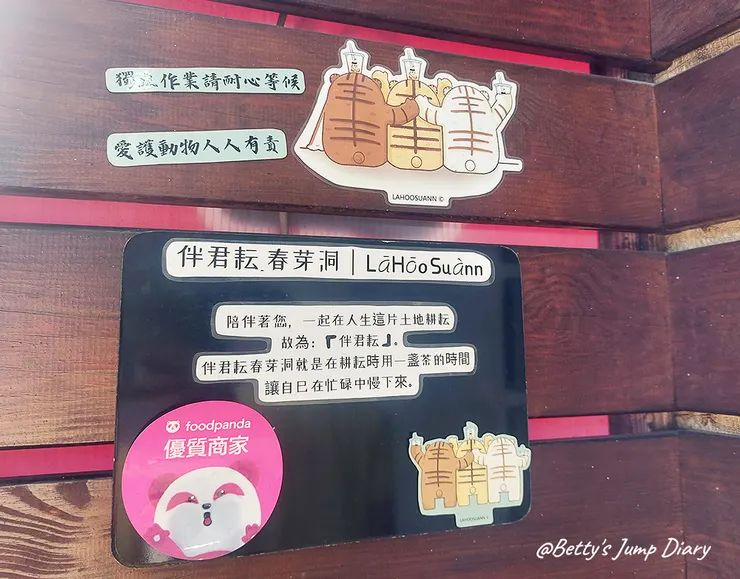 獨立作業請耐心等候
愛護動物人人有責
LAHOOSUANN ©
伴君耘.春芽洞 | LāHōoSuànn
陪伴著您，一起在人生這片土地耕耘
故為：『伴君耘』。
伴君耘春芽洞就是在耕耘時用一盞茶的時間
讓自己在忙碌中慢下來。
foodpanda
優質商家
LAHOOSUANN ©
@Betty's Jump Diary